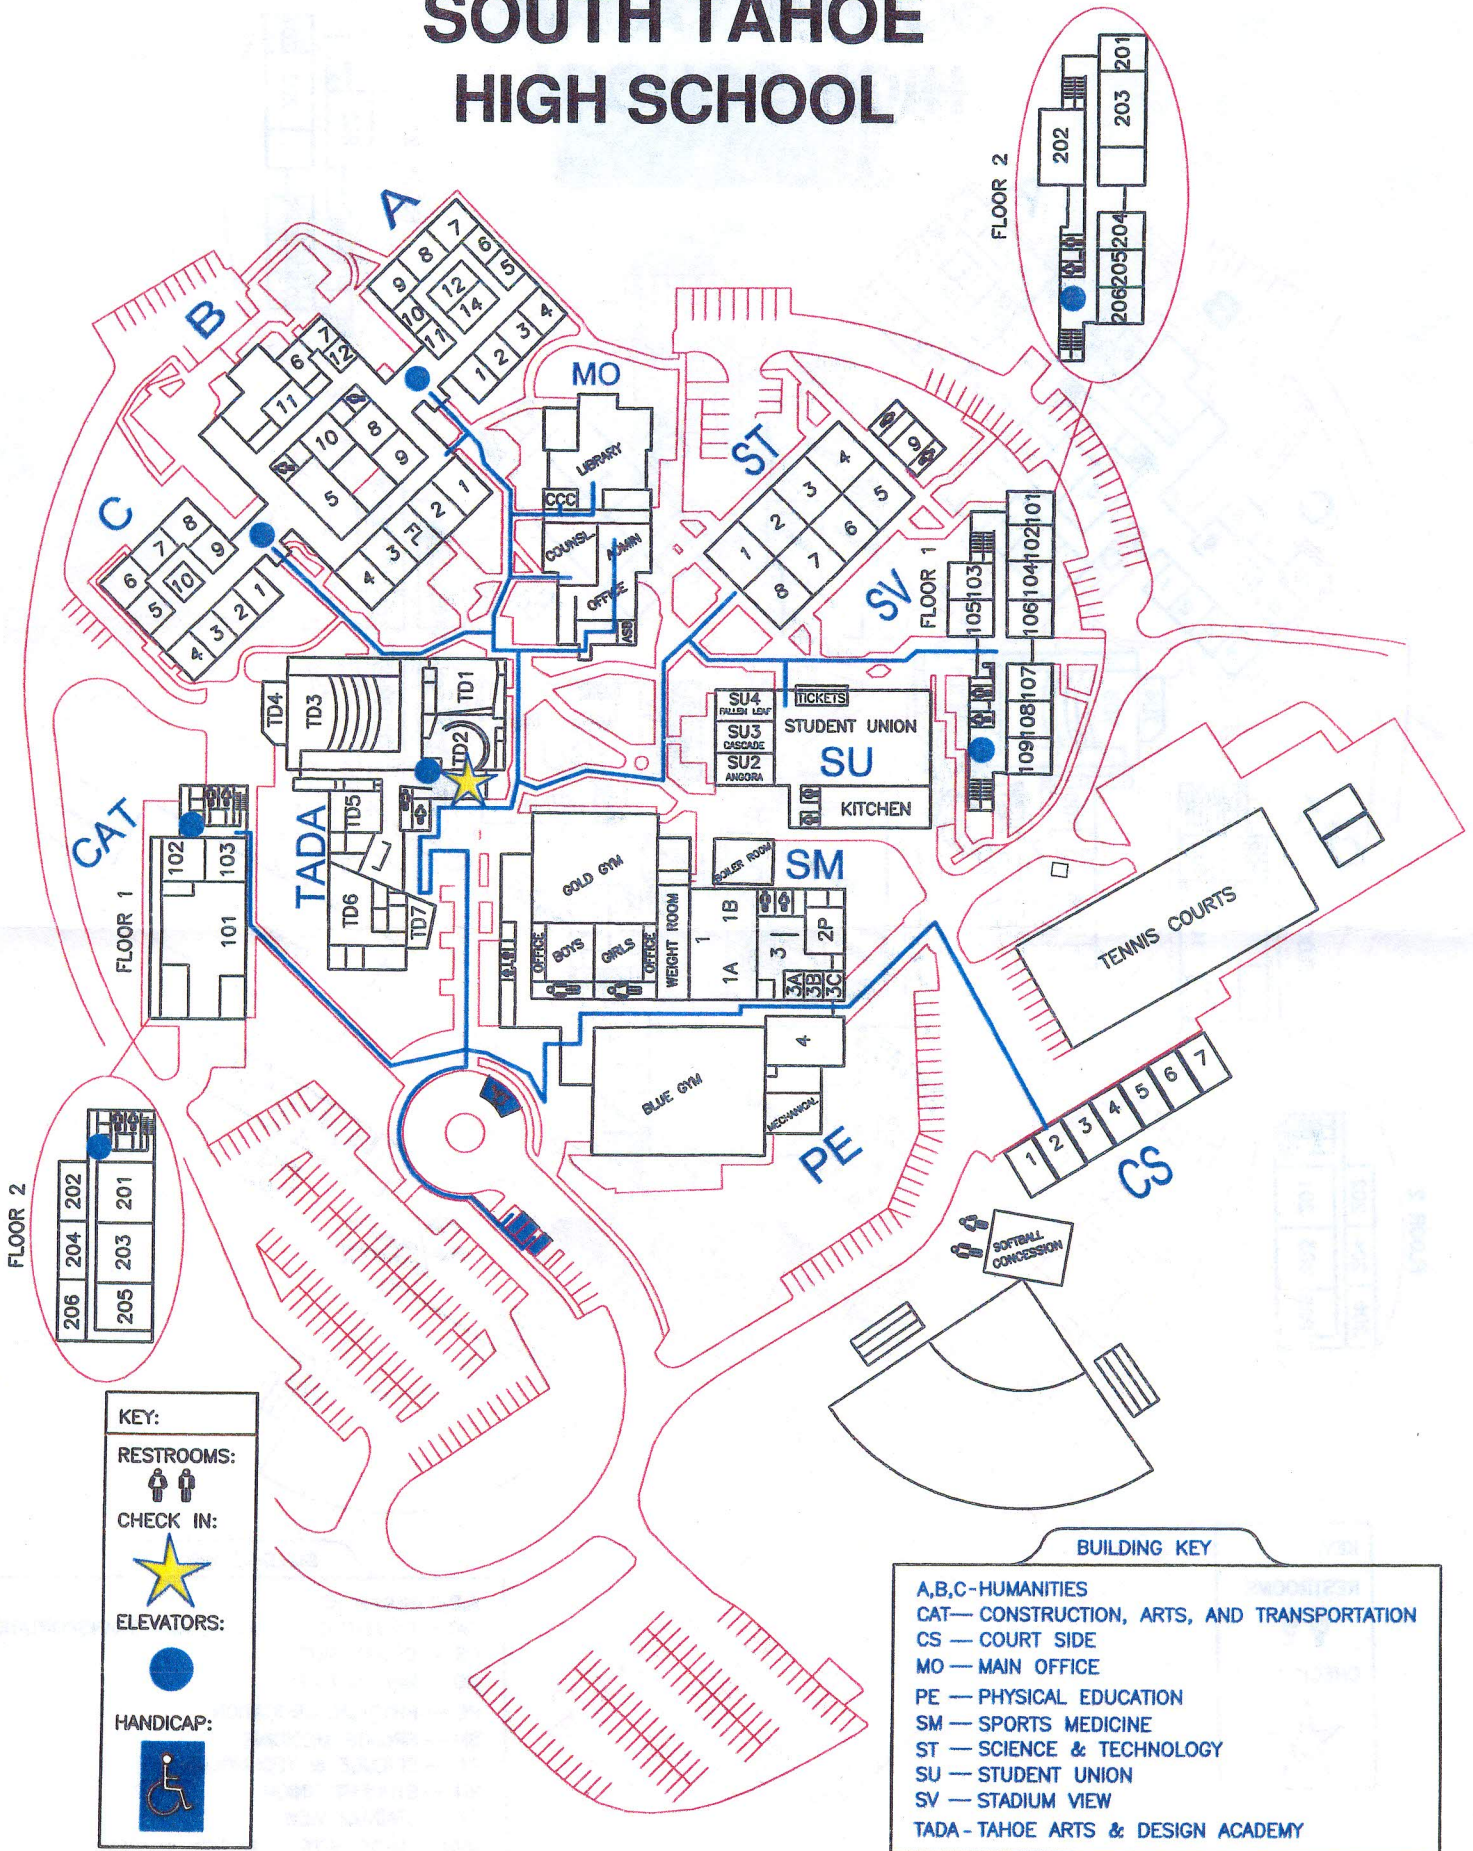 SOUTH TAHOE
HIGH SCHOOL
FLOOR 2
201
203
202
204
205
206
A
7
8
6
9
5
12
14
10
11
4
3
2
1
B
7
12
6
11
10
8
9
5
1
2
3
4
C
8
7
9
6
10
5
1
2
3
4
MO
LIBRARY
CCC
COUNSL.
ADMIN
OFFICE
ASB
ST
4
3
5
2
6
1
7
8
9
SV
FLOOR 1
101
102
103
104
105
106
107
108
109
TD4
TD3
TD1
TD2
TD5
TD6
TD7
TADA
SU4
FALLEN LEAF
SU3
CASCADE
SU2
ANGORA
TICKETS
STUDENT UNION
SU
KITCHEN
CAT
FLOOR 1
102
103
101
GOLD GYM
OFFICE
BOYS
GIRLS
OFFICE
WEIGHT ROOM
BOILER ROOM
SM
1
1B
1A
2P
3
3A
3B
3C
4
BLUE GYM
MECHANICAL
PE
TENNIS COURTS
1
2
3
4
5
6
7
CS
SOFTBALL
CONCESSION
FLOOR 2
202
201
204
203
206
205
KEY:
RESTROOMS:
CHECK IN:
ELEVATORS:
HANDICAP:
BUILDING KEY
A,B,C-HUMANITIES
CAT— CONSTRUCTION, ARTS, AND TRANSPORTATION
CS — COURT SIDE
MO — MAIN OFFICE
PE — PHYSICAL EDUCATION
SM — SPORTS MEDICINE
ST — SCIENCE & TECHNOLOGY
SU — STUDENT UNION
SV — STADIUM VIEW
TADA - TAHOE ARTS & DESIGN ACADEMY